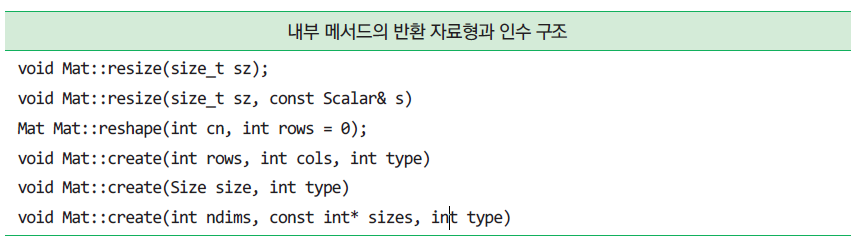 내부 메서드의 반환 자료형과 인수 구조
void Mat::resize(size_t sz);
void Mat::resize(size_t sz, const Scalar& s)
Mat Mat::reshape(int cn, int rows = 0);
void Mat::create(int rows, int cols, int type)
void Mat::create(Size size, int type)
void Mat::create(int ndims, const int* sizes, int type)